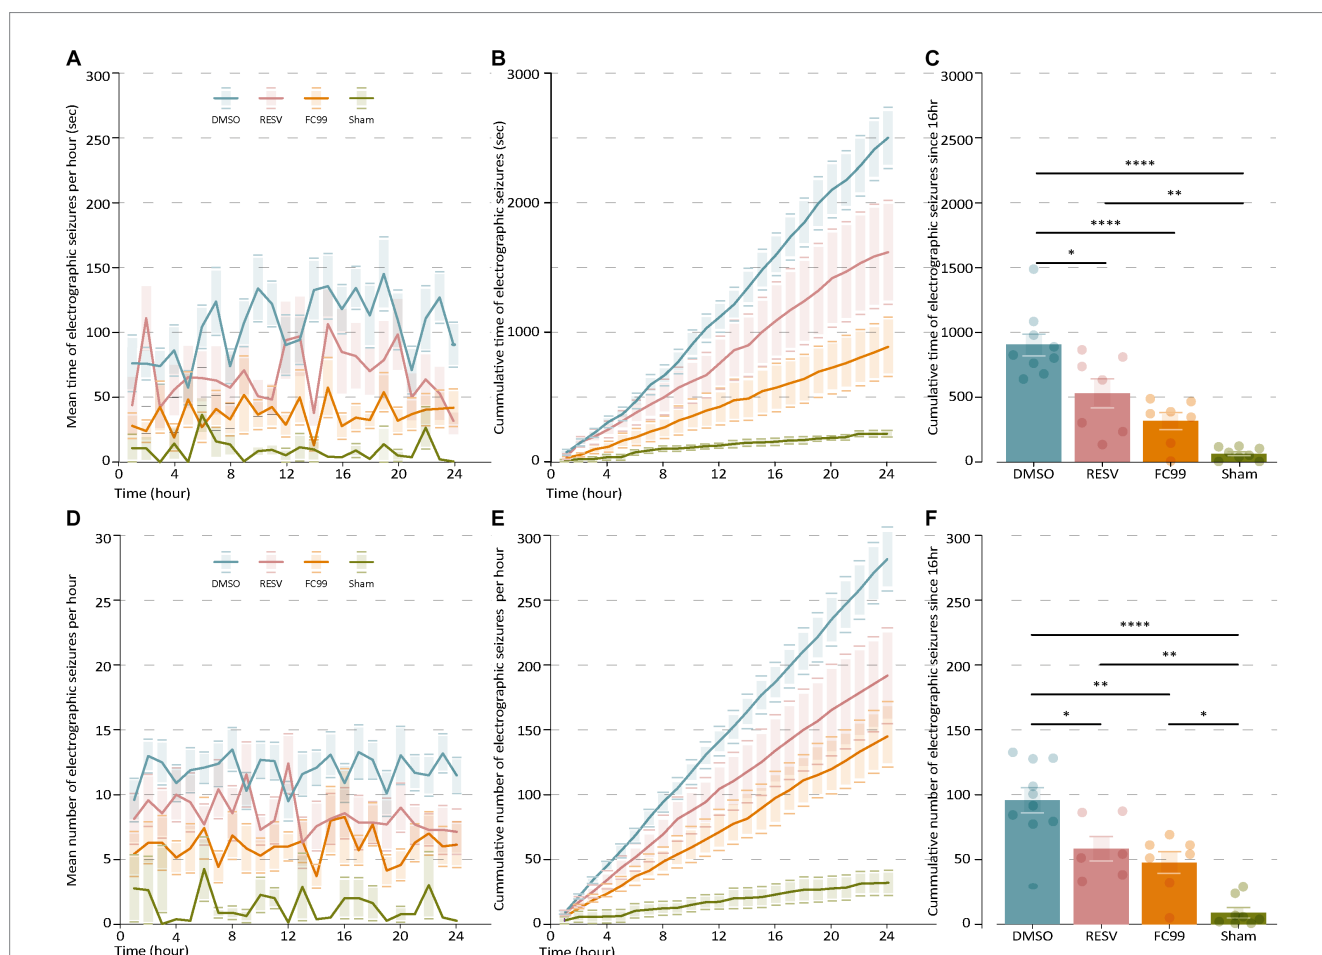 A
Mean time of electrographic seizures per hour (sec)
300
250
200
150
100
50
0
DMSO RESV FC99 Sham
0 4 8 12 16 20 24
Time (hour)
B
Cummulative time of electrographic seizures (sec)
3000
2500
2000
1000
500
0
0 4 8 12 16 20 24
Time (hour)
C
Cumulative time of electrographic seizures since 16hr
3000
2500
2000
1500
1000
500
0
****
**
****
*
DMSO RESV FC99 Sham
D
Mean number of electrographic seizures per hour
30
25
20
15
10
5
0
DMSO RESV FC99 Sham
0 4 8 12 16 20 24
Time (hour)
E
Cummulative number of electrographic seizures per hour
300
250
200
150
100
50
0
0 4 8 12 16 20 24
Time (hour)
F
Cummulative number of electrographic seizures since 16hr
300
250
200
150
100
50
0
****
**
**
*
*
DMSO RESV FC99 Sham